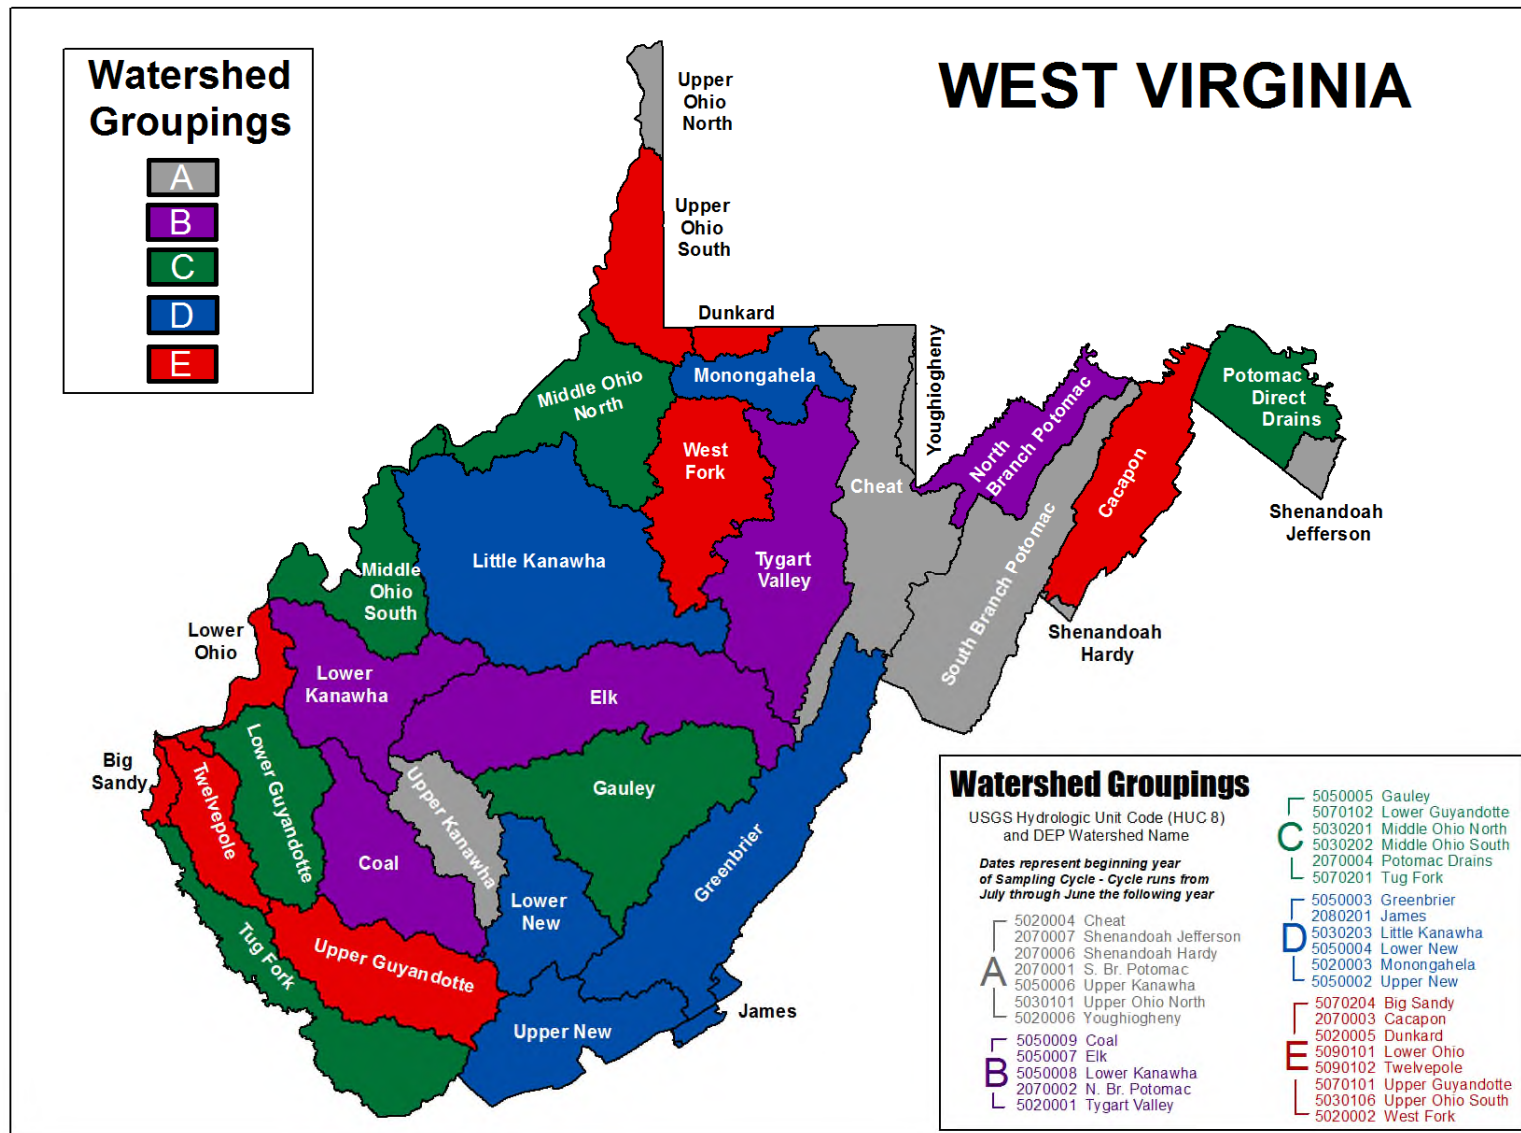 WEST VIRGINIA
Watershed
Groupings
A
B
C
D
E
Upper
Ohio
North
Upper
Ohio
South
Dunkard
Monongahela
Youghiogheny
Middle Ohio
North
West
Fork
Cheat
North
Branch Potomac
South Branch Potomac
Cacapon
Potomac
Direct
Drains
Shenandoah
Jefferson
Shenandoah
Hardy
Little Kanawha
Tygart
Valley
Middle
Ohio
South
Lower
Ohio
Lower
Kanawha
Elk
Big
Sandy
Twelvepole
Lower Guyandotte
Coal
Upper Kanawha
Gauley
Greenbrier
Lower
New
Tug Fork
Upper Guyandotte
Upper New
James
Watershed Groupings
USGS Hydrologic Unit Code (HUC 8)
and DEP Watershed Name
Dates represent beginning year
of Sampling Cycle - Cycle runs from
July through June the following year
A
5020004 Cheat
2070007 Shenandoah Jefferson
2070006 Shenandoah Hardy
2070001 S. Br. Potomac
5050006 Upper Kanawha
5030101 Upper Ohio North
5020006 Youghiogheny
B
5050009 Coal
5050007 Elk
5050008 Lower Kanawha
2070002 N. Br. Potomac
5020001 Tygart Valley
C
5050005 Gauley
5070102 Lower Guyandotte
5030201 Middle Ohio North
5030202 Middle Ohio South
2070004 Potomac Drains
5070201 Tug Fork
D
5050003 Greenbrier
2080201 James
5030203 Little Kanawha
5050004 Lower New
5020003 Monongahela
5050002 Upper New
E
5070204 Big Sandy
2070003 Cacapon
5020005 Dunkard
5090101 Lower Ohio
5090102 Twelvepole
5070101 Upper Guyandotte
5030106 Upper Ohio South
5020002 West Fork